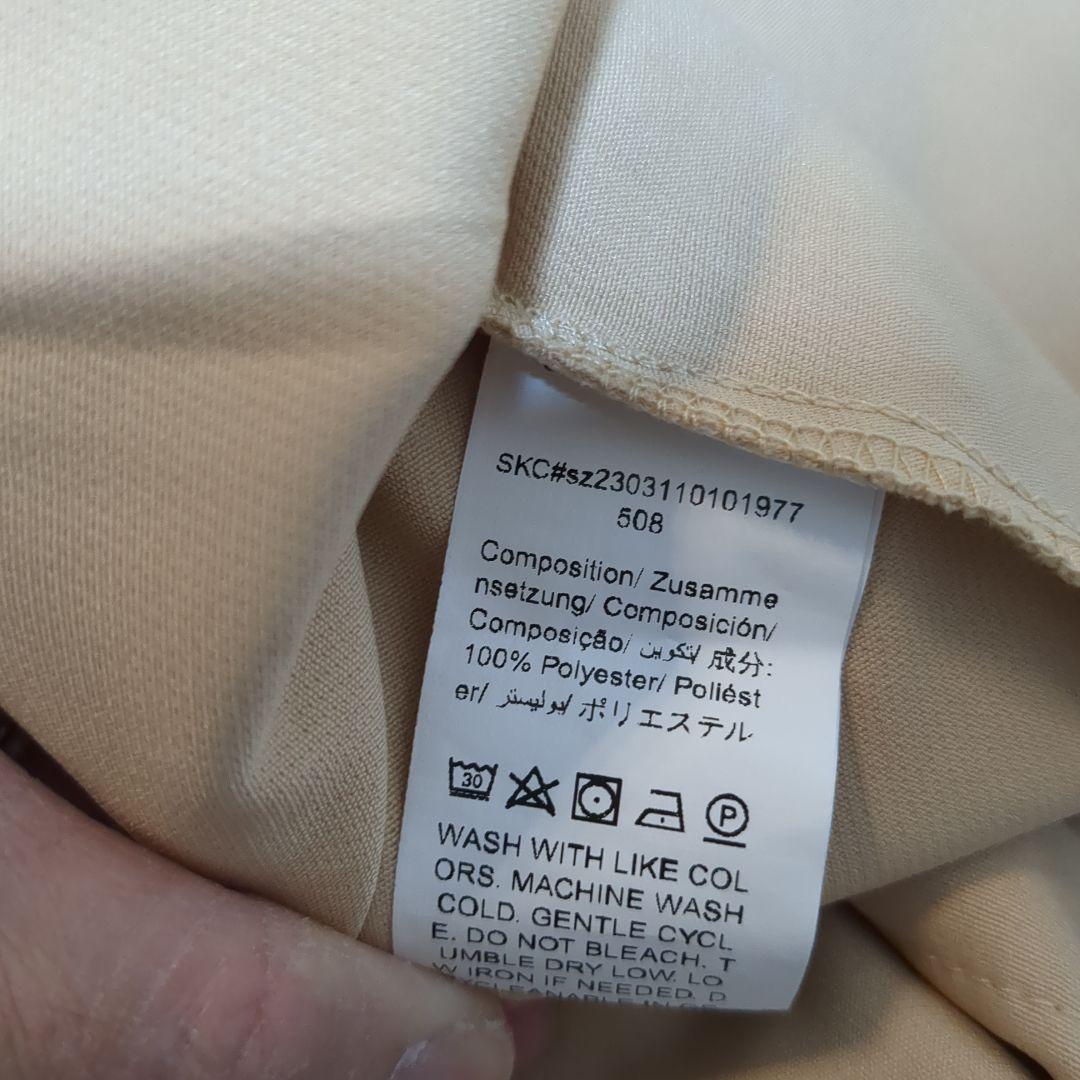 SKC#sz2303110101977
508
Composition/ Zusamme
nsetzung/ Composición/
Composição/ تكوين/ 成分:
100% Polyester/ Poliést
er/ بوليستر/ ポリエステル
30 P
WASH WITH LIKE COL
ORS. MACHINE WASH
COLD. GENTLE CYCL
E. DO NOT BLEACH. T
UMBLE DRY LOW. LO
W IRON IF NEEDED. D